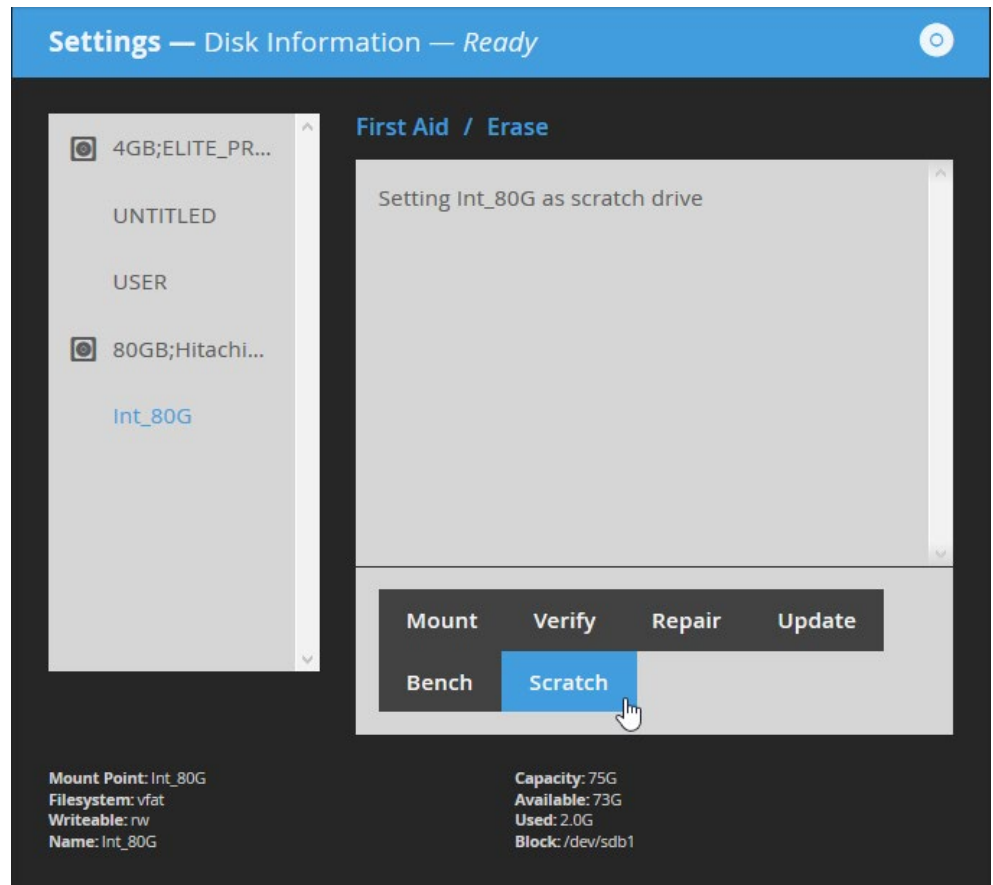 Settings — Disk Information — Ready
4GB;ELITE_PR...
UNTITLED
USER
80GB;Hitachi...
Int_80G
First Aid / Erase
Setting Int_80G as scratch drive
Mount Verify Repair Update
Bench Scratch
Mount Point: Int_80G
Filesystem: vfat
Writeable: rw
Name: Int_80G
Capacity: 75G
Available: 73G
Used: 2.0G
Block: /dev/sdb1